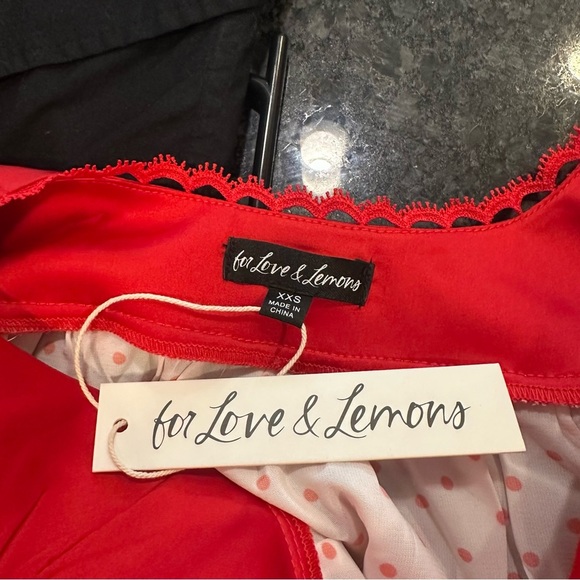 for Love & Lemons
XXS
MADE IN
CHINA
for Love & Lemons